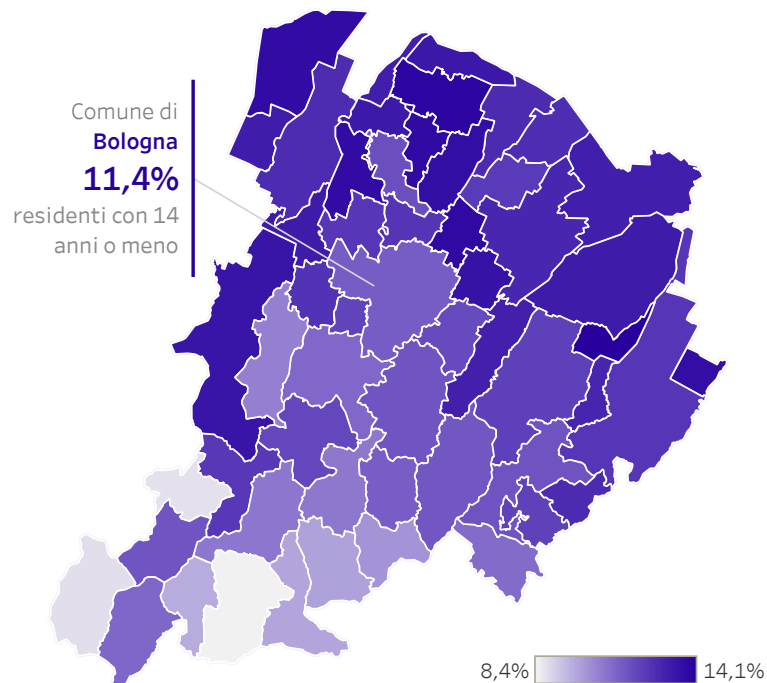 Comune di
Bologna
11,4%
residenti con 14
anni o meno
8,4%
14,1%